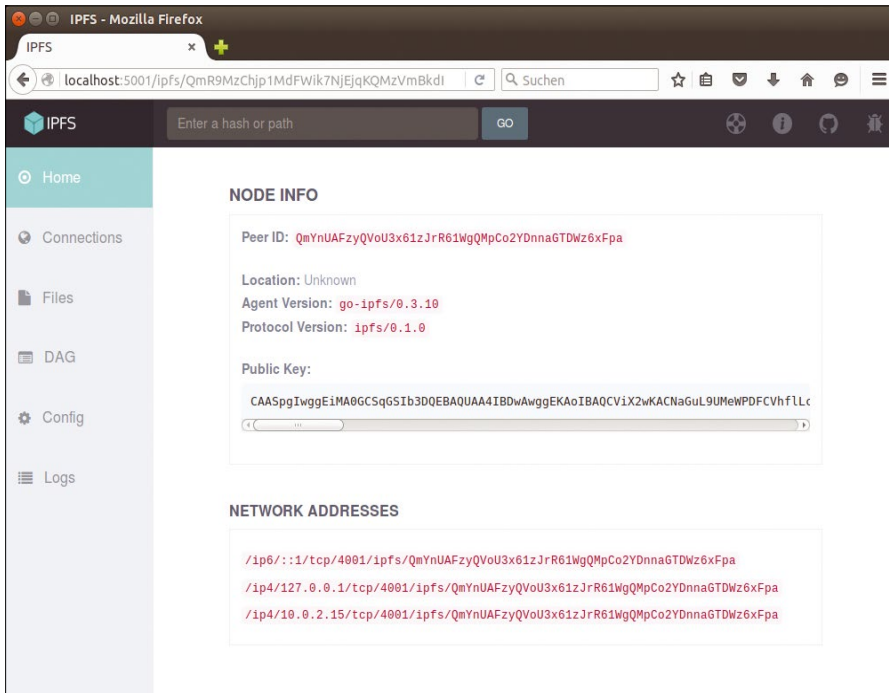 IPFS - Mozilla Firefox
IPFS
localhost:5001/ipfs/QmR9MzChjp1MdFWik7NjEjqKQMzVmBkdI
Suchen
IPFS
Enter a hash or path
GO
Home
Connections
Files
DAG
Config
Logs
NODE INFO
Peer ID: QmYnUAFzyQVoU3x61zJrR61WgQMpCo2YDnnaGTDWz6xFpa
Location: Unknown
Agent Version: go-ipfs/0.3.10
Protocol Version: ipfs/0.1.0
Public Key:
CAASpgIwggEiMA0GCSqGSIb3DQEBAQUAA4IBDwAwggEKAoIBAQCViX2wKACNaGuL9UMeWPDFCVhflLc
NETWORK ADDRESSES
/ip6/::1/tcp/4001/ipfs/QmYnUAFzyQVoU3x61zJrR61WgQMpCo2YDnnaGTDWz6xFpa
/ip4/127.0.0.1/tcp/4001/ipfs/QmYnUAFzyQVoU3x61zJrR61WgQMpCo2YDnnaGTDWz6xFpa
/ip4/10.0.2.15/tcp/4001/ipfs/QmYnUAFzyQVoU3x61zJrR61WgQMpCo2YDnnaGTDWz6xFpa